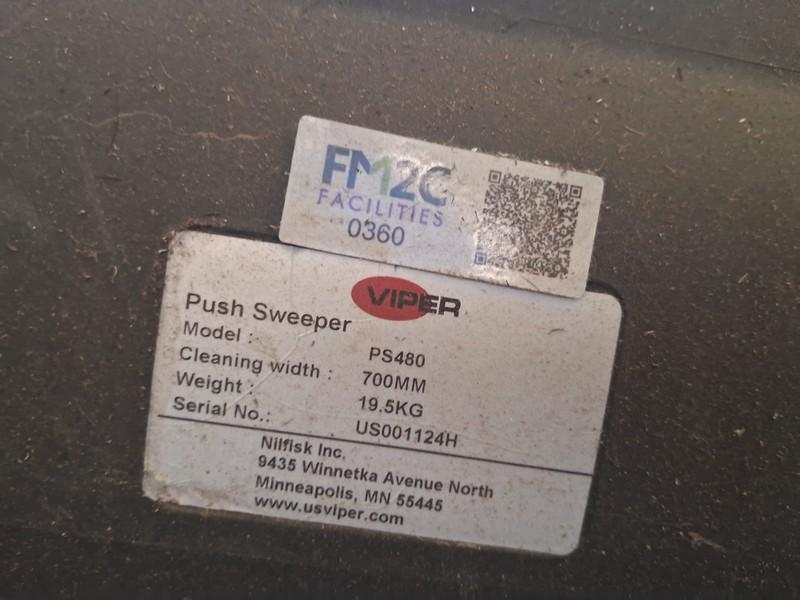 FM2C
FACILITIES
0360
VIPER
Push Sweeper
Model : PS480
Cleaning width : 700MM
Weight : 19.5KG
Serial No.: US001124H
Nilfisk Inc.
9435 Winnetka Avenue North
Minneapolis, MN 55445
www.usviper.com